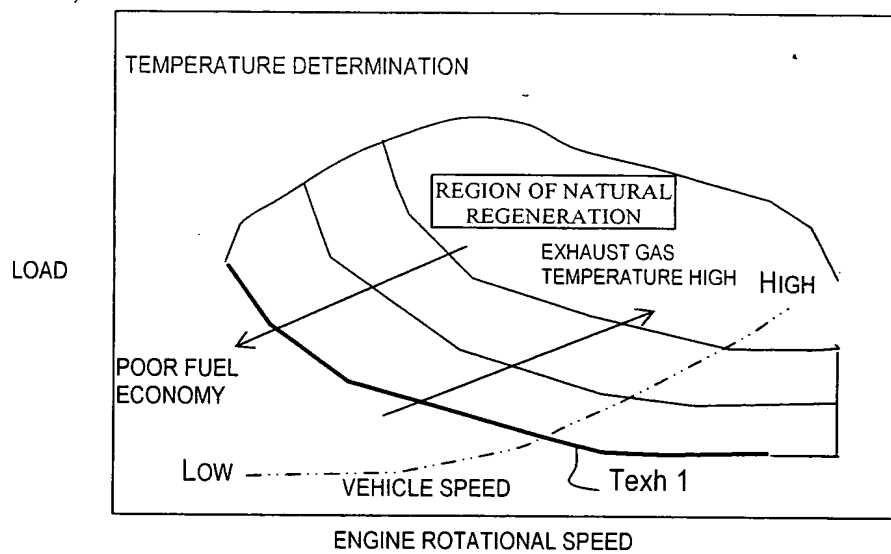 TEMPERATURE DETERMINATION
REGION OF NATURAL
REGENERATION
EXHAUST GAS
TEMPERATURE HIGH
HIGH
LOAD
POOR FUEL
ECONOMY
LOW
VEHICLE SPEED
Texh 1
ENGINE ROTATIONAL SPEED